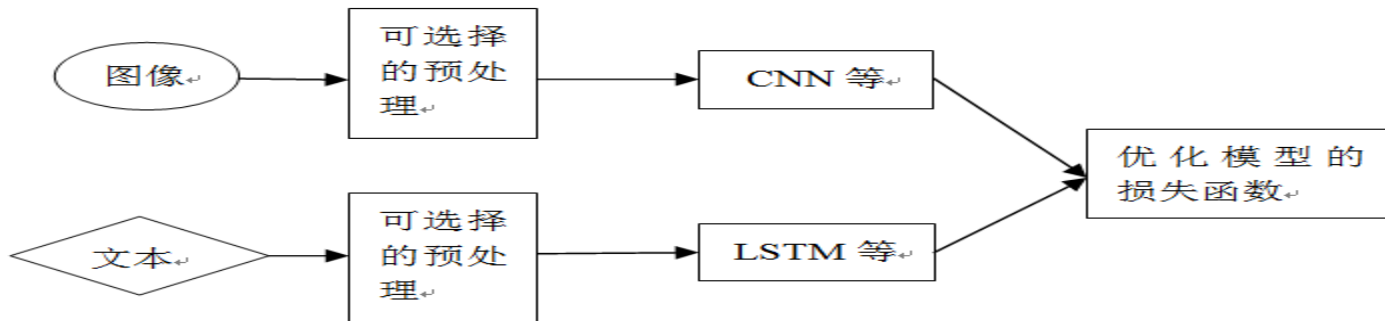 图像
可选择
的预处
理
CNN 等
优化模型的
损失函数
文本
可选择
的预处
理
LSTM 等